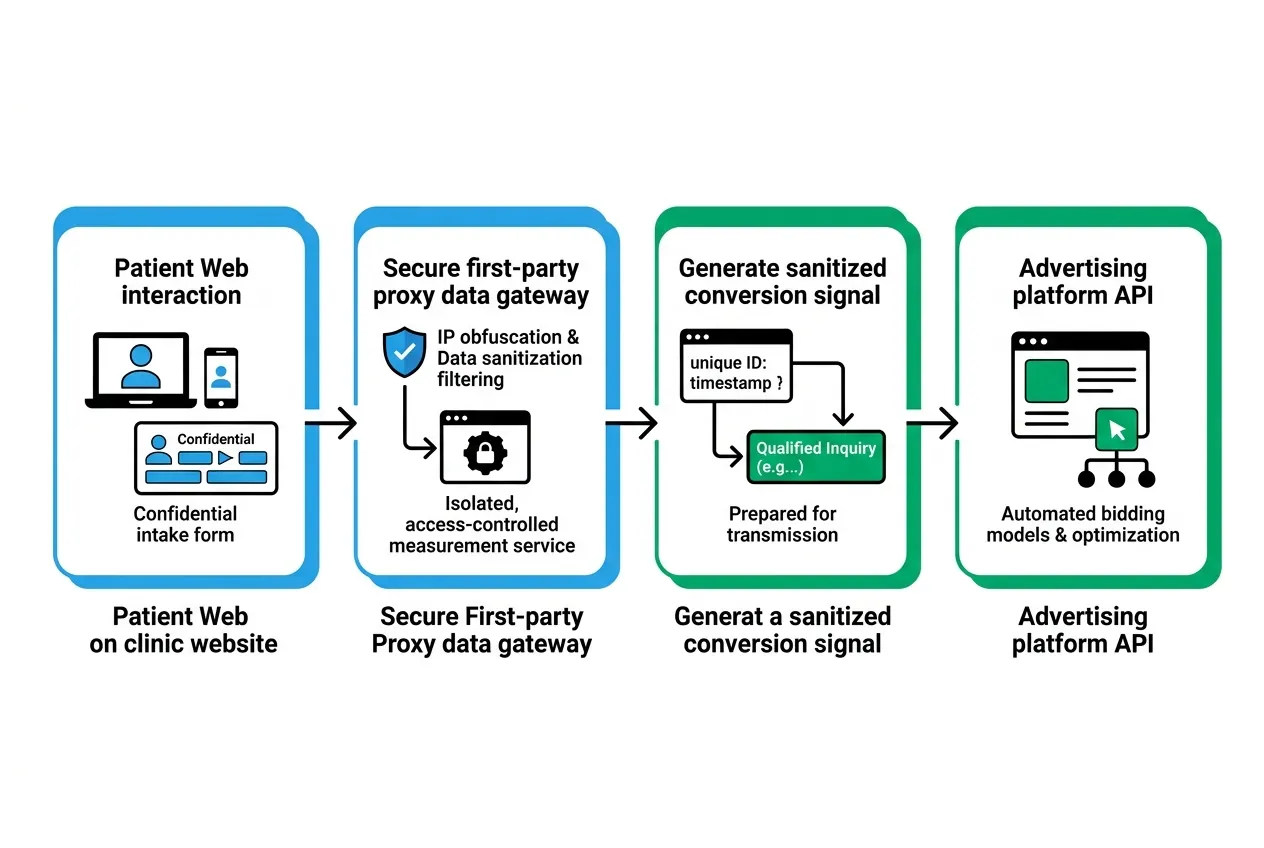 Patient Web
interaction
Confidential
Confidential
intake form
Patient Web
on clinic website
Secure first-party
proxy data gateway
IP obfuscation &
Data sanitization
filtering
Isolated,
access-controlled
measurement service
Secure First-party
Proxy data gateway
Generate sanitized
conversion signal
unique ID:
timestamp ?
Qualified Inquiry
(e.g...)
Prepared for
transmission
Generat a sanitized
conversion signal
Advertising
platform API
Automated bidding
models & optimization
Advertising
platform API